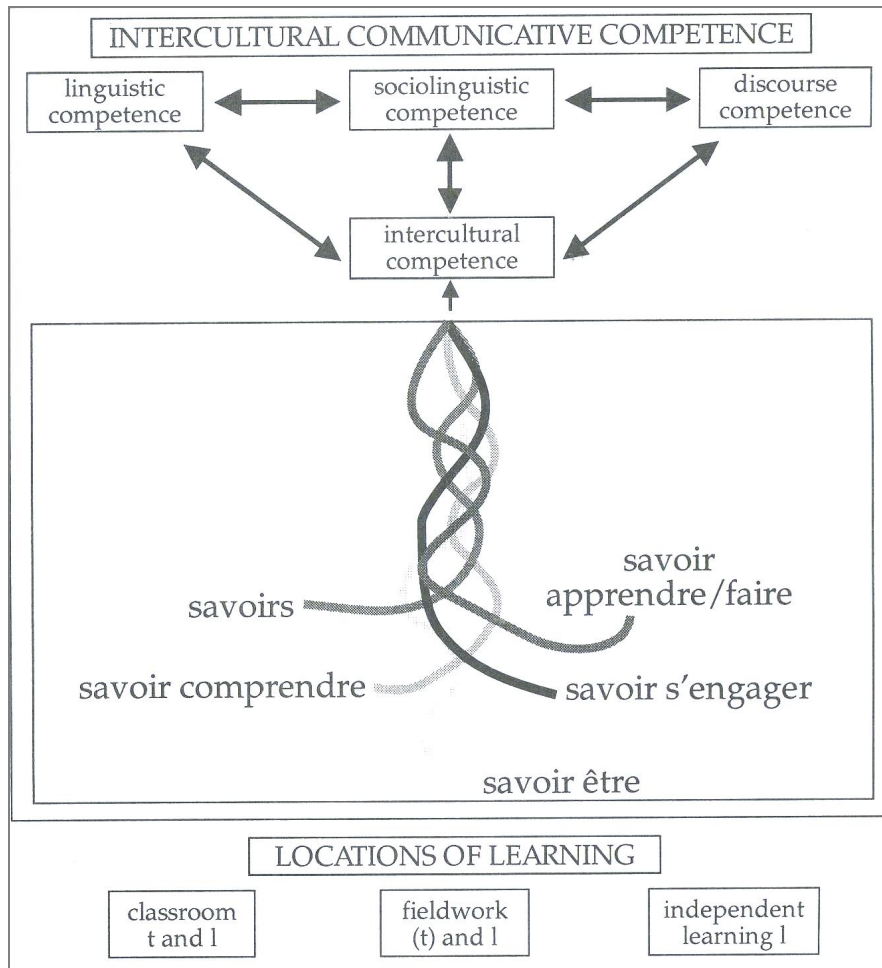 INTERCULTURAL COMMUNICATIVE COMPETENCE
linguistic
competence
sociolinguistic
competence
discourse
competence
intercultural
competence
savoir
apprendre/faire
savoirs
savoir comprendre
savoir s'engager
savoir être
LOCATIONS OF LEARNING
classroom
t and l
fieldwork
(t) and l
independent
learning l